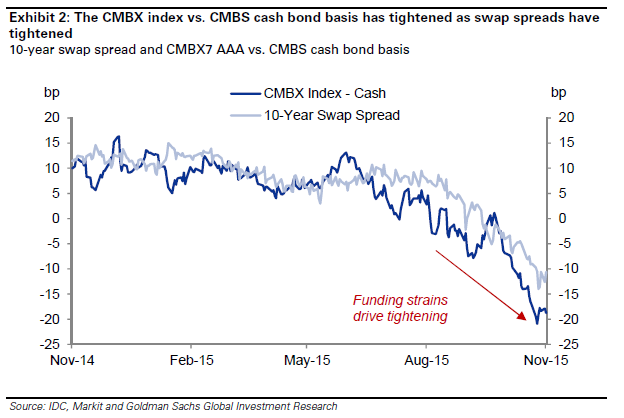 Exhibit 2: The CMBX index vs. CMBS cash bond basis has tightened as swap spreads have
tightened
10-year swap spread and CMBX7 AAA vs. CMBS cash bond basis
bp
CMBX Index - Cash
10-Year Swap Spread
bp
20
15
10
5
0
-5
-10
-15
-20
-25
20
15
10
5
0
-5
-10
-15
-20
-25
Funding strains
drive tightening
Nov-14
Feb-15
May-15
Aug-15
Nov-15
Source: IDC, Markit and Goldman Sachs Global Investment Research